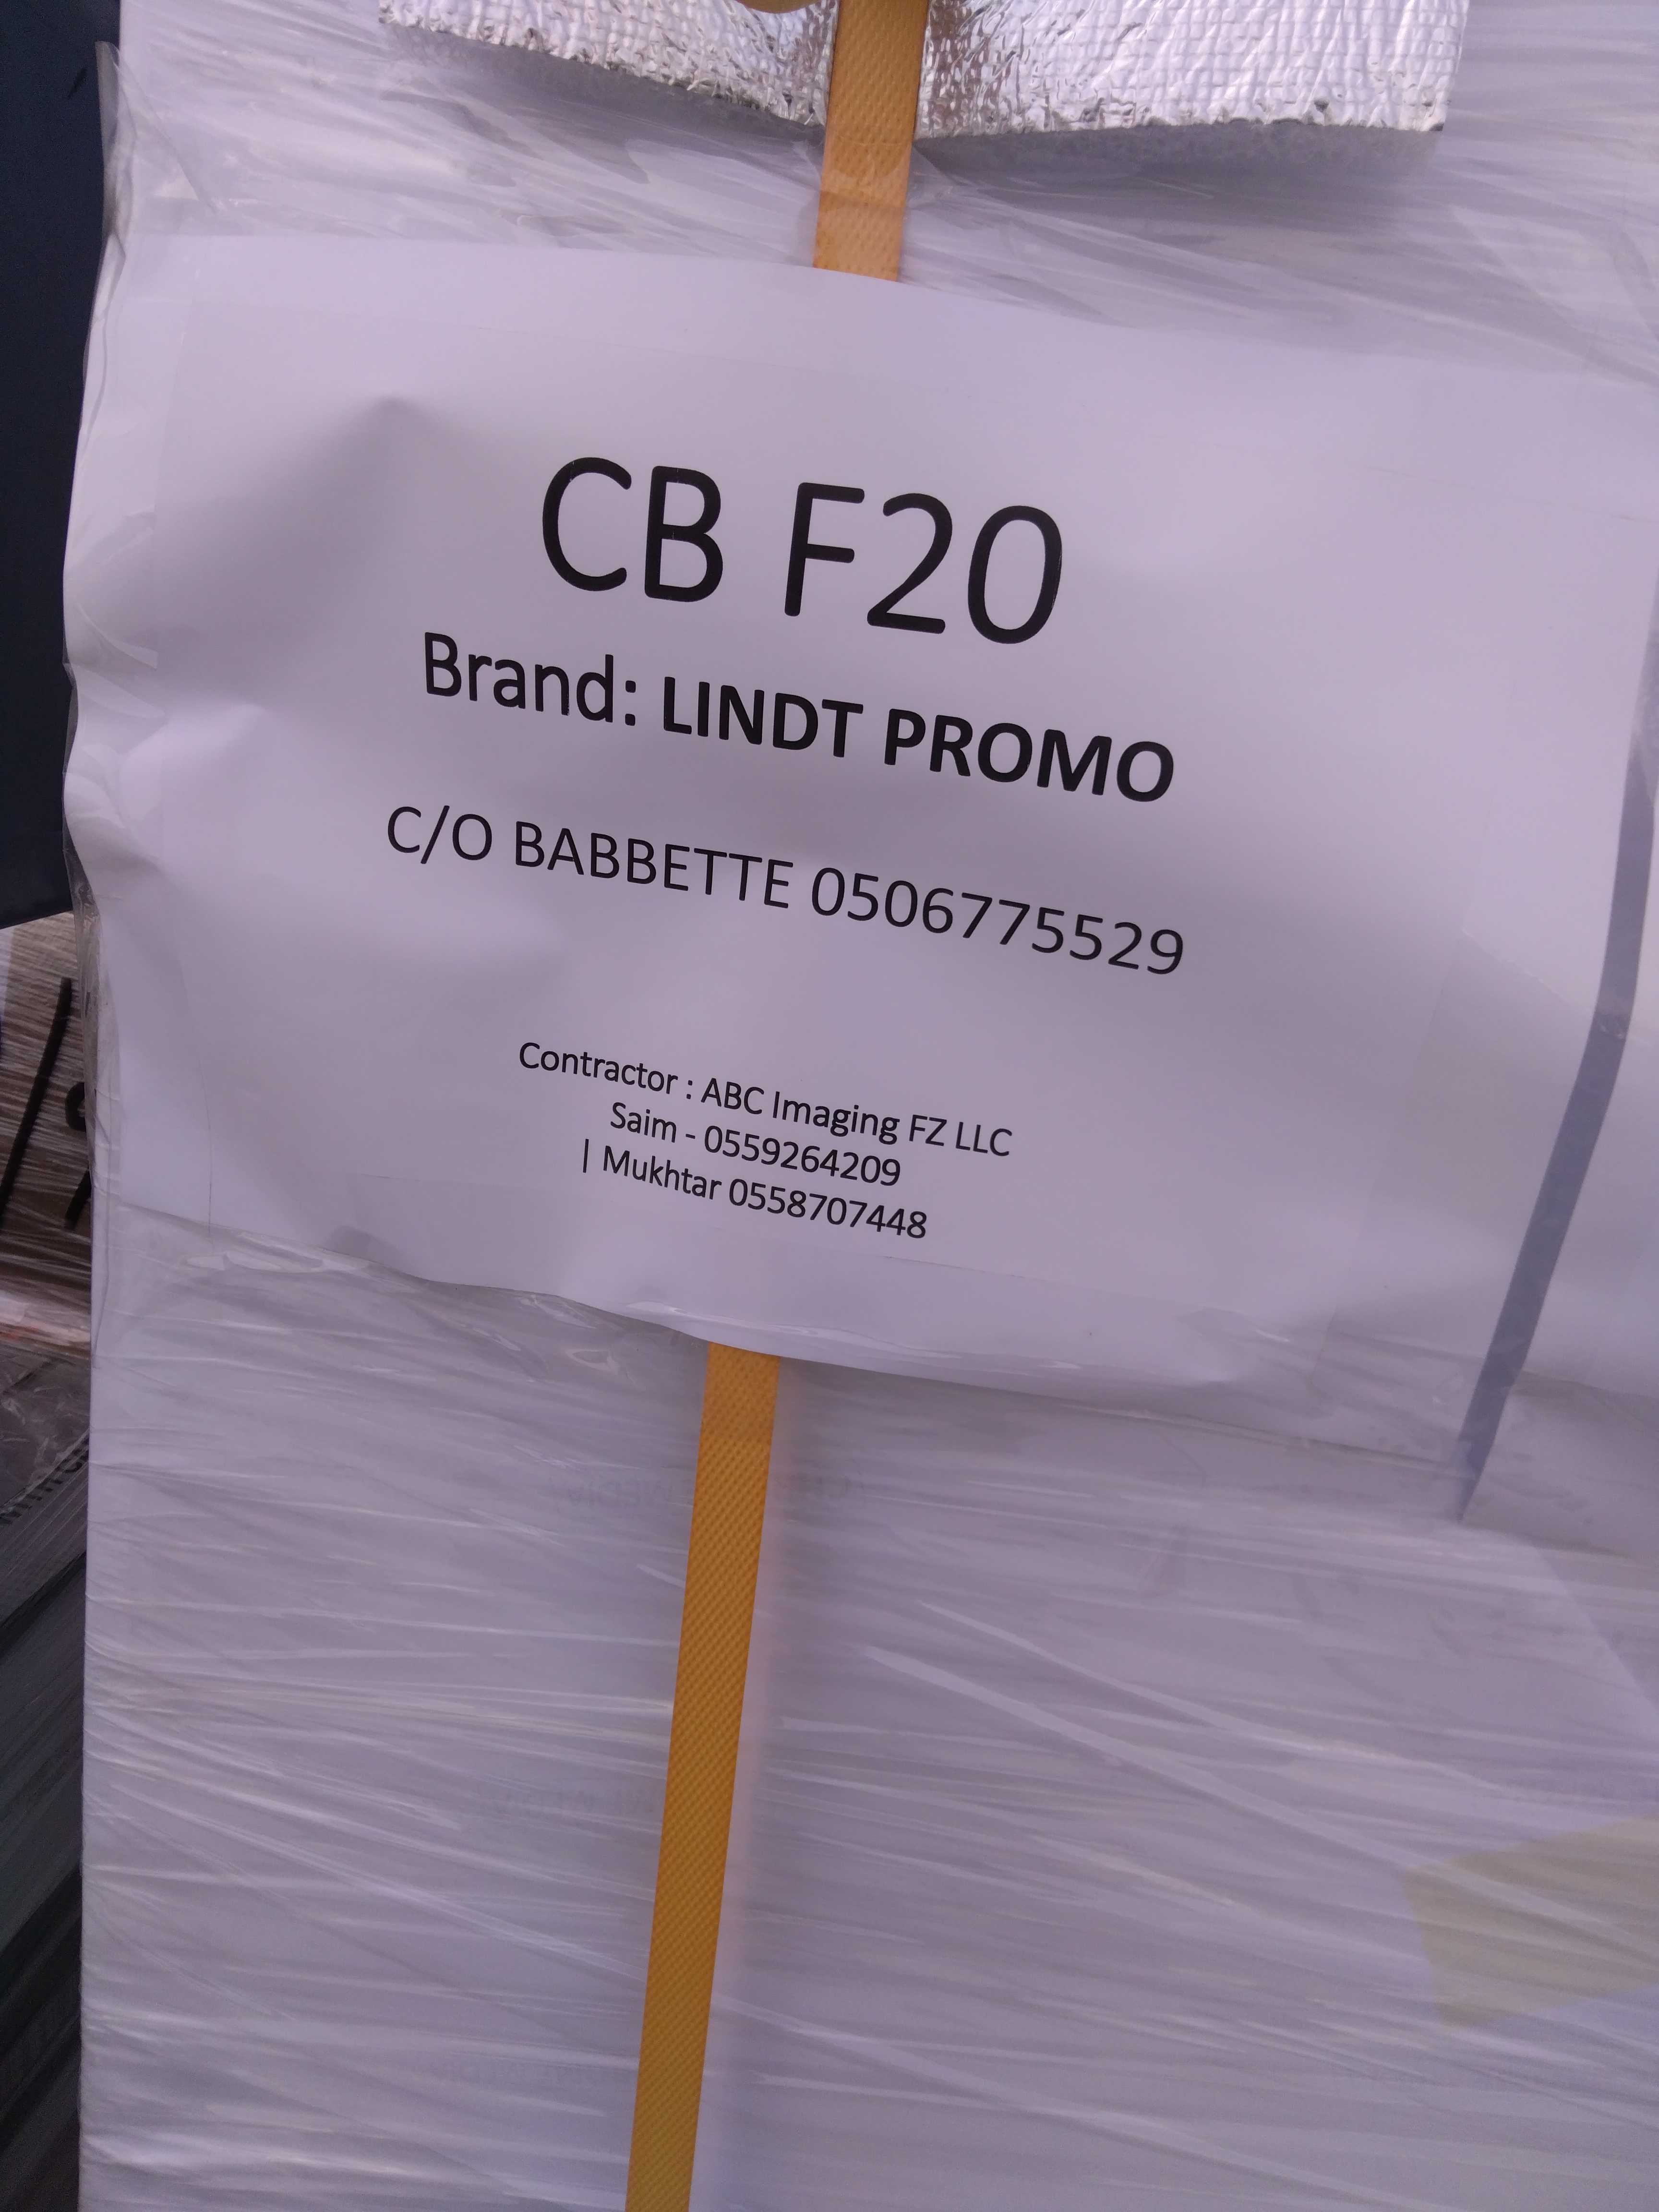 CB F20
Brand: LINDT PROMO
C/O BABBETTE 0506775529
Contractor : ABC Imaging FZ LLC
Saim - 0559264209
| Mukhtar 0558707448